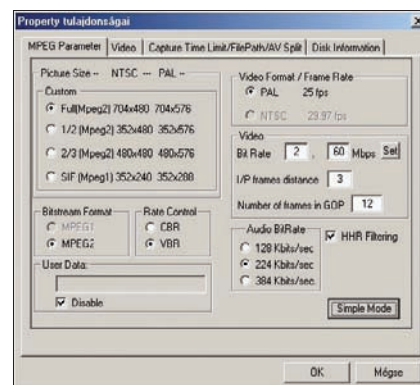 Property tulajdonságai
MPEG Parameter Video Capture Time Limit/FilePath/AV Split Disk Information
Picture Size -- NTSC --- PAL --
Custom
Full(Mpeg2) 704x480 704x576
1/2 (Mpeg2) 352x480 352x576
2/3 (Mpeg2) 480x480 480x576
SIF (Mpeg1) 352x240 352x288
Bitstream Format
MPEG1
MPEG2
Rate Control
CBR
VBR
User Data:
Disable
Video Format / Frame Rate
PAL 25 fps
NTSC 29.97 fps
Video
Bit Rate 2 . 60 Mbps Set
I/P frames distance 3
Number of frames in GOP 12
Audio BitRate
128 Kbits/sec
224 Kbits/sec
384 Kbits/sec
HHR Filtering
Simple Mode
OK Mégse